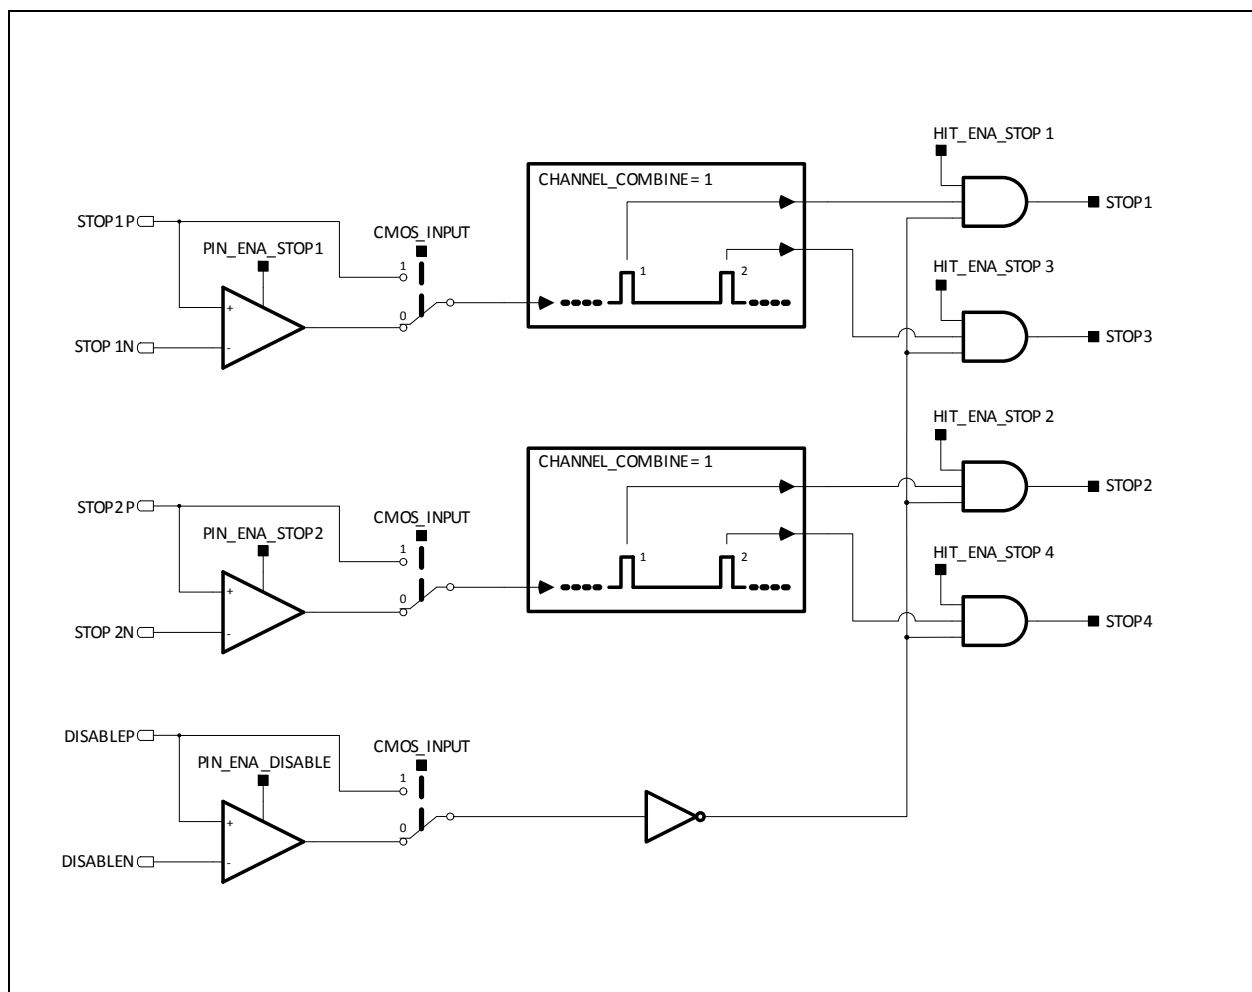 HIT_ENA_STOP 1
CHANNEL_COMBINE = 1
STOP1
STOP1 P
CMOS_INPUT
PIN_ENA_STOP1
1
HIT_ENA_STOP 3
1
2
+
0
STOP 1N
-
STOP3
HIT_ENA_STOP 2
CHANNEL_COMBINE = 1
STOP2
STOP2 P
CMOS_INPUT
PIN_ENA_STOP2
1
HIT_ENA_STOP 4
1
2
+
0
STOP 2N
-
STOP4
DISABLEP
CMOS_INPUT
PIN_ENA_DISABLE
1
+
0
DISABLEN
-